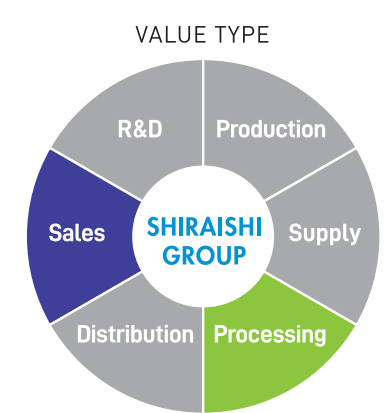 VALUE TYPE
R&D
Production
Sales
SHIRAISHI
GROUP
Supply
Distribution
Processing